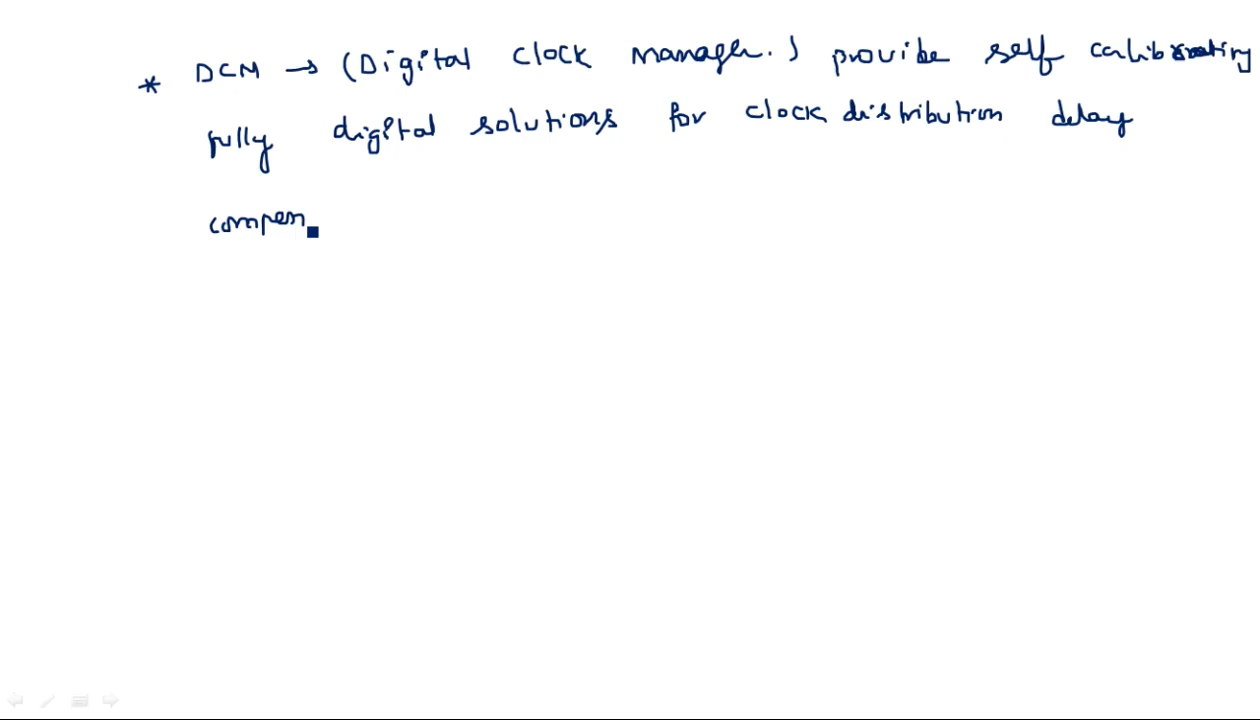 * DCM → (Digital clock manager.) provide self calibrating
fully digital solutions for clock distribution delay
compen